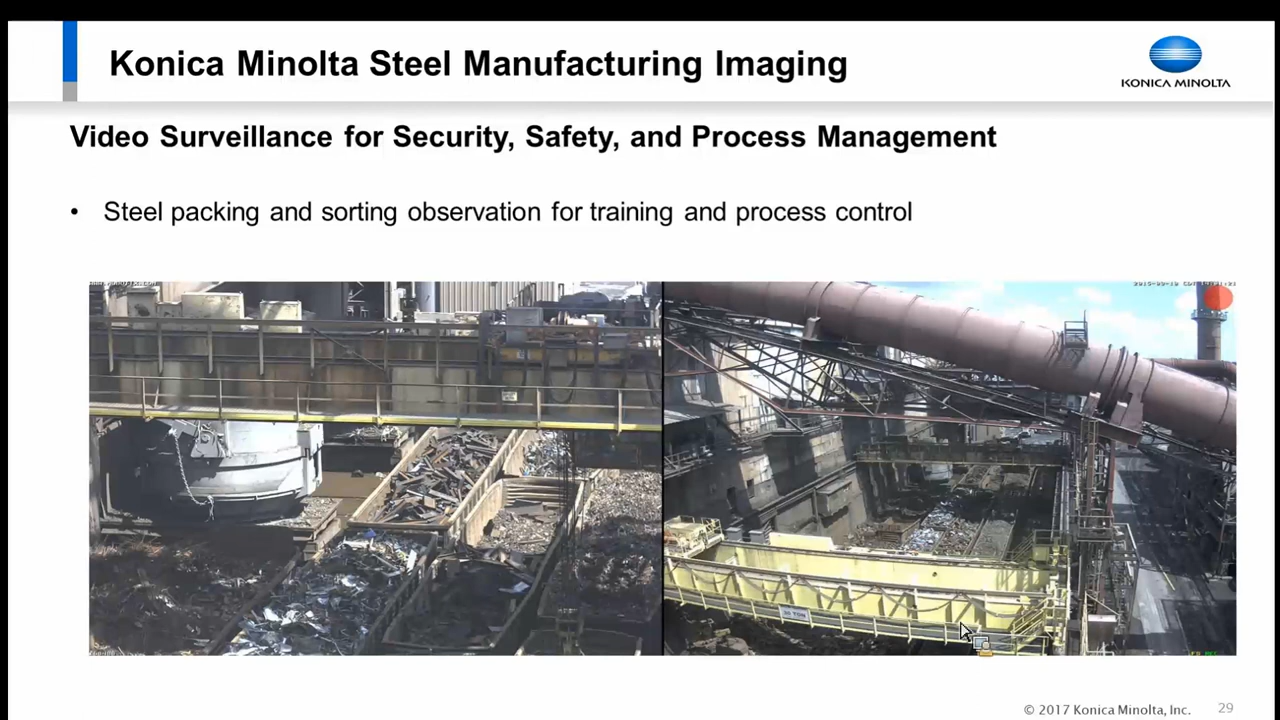 Konica Minolta Steel Manufacturing Imaging
KONICA MINOLTA
Video Surveillance for Security, Safety, and Process Management
• Steel packing and sorting observation for training and process control
© 2017 Konica Minolta, Inc.
29